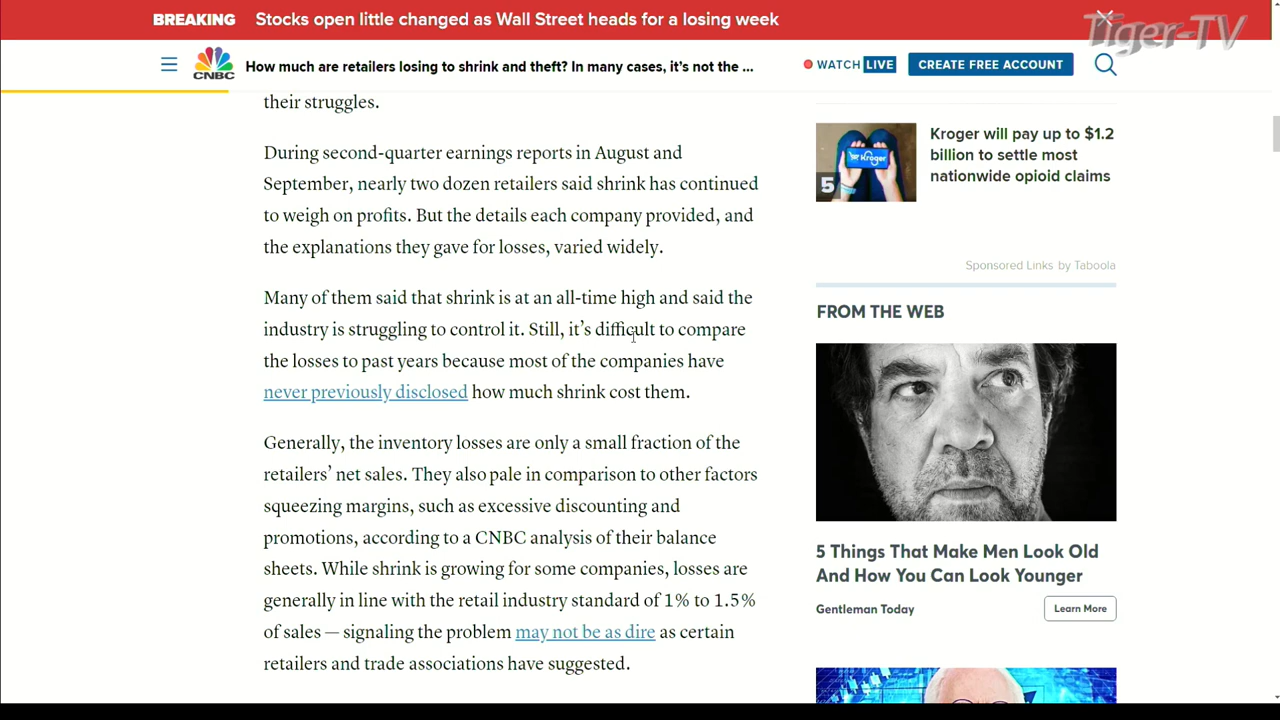 BREAKING Stocks open little changed as Wall Street heads for a losing week
Tiger-TV
CNBC
How much are retailers losing to shrink and theft? In many cases, it's not the ...
WATCH LIVE
CREATE FREE ACCOUNT
their struggles.
During second-quarter earnings reports in August and
September, nearly two dozen retailers said shrink has continued
to weigh on profits. But the details each company provided, and
the explanations they gave for losses, varied widely.
Many of them said that shrink is at an all-time high and said the
industry is struggling to control it. Still, it's difficult to compare
the losses to past years because most of the companies have
never previously disclosed how much shrink cost them.
Generally, the inventory losses are only a small fraction of the
retailers' net sales. They also pale in comparison to other factors
squeezing margins, such as excessive discounting and
promotions, according to a CNBC analysis of their balance
sheets. While shrink is growing for some companies, losses are
generally in line with the retail industry standard of 1% to 1.5%
of sales — signaling the problem may not be as dire as certain
retailers and trade associations have suggested.
Kroger
5
Kroger will pay up to $1.2
billion to settle most
nationwide opioid claims
Sponsored Links by Taboola
FROM THE WEB
5 Things That Make Men Look Old
And How You Can Look Younger
Gentleman Today
Learn More